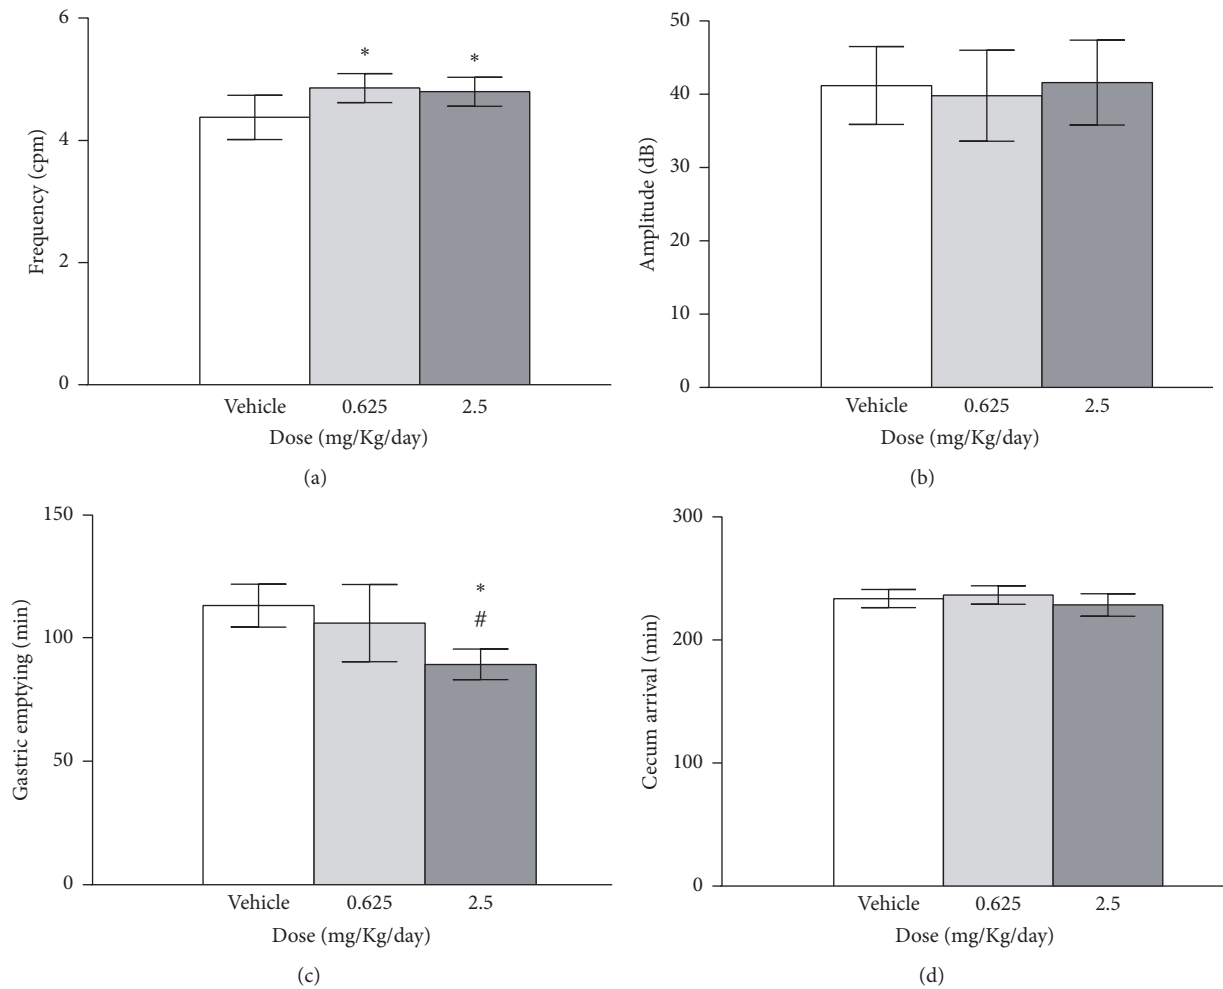 6
4
2
0
Frequency (cpm)
*
*
Vehicle 0.625 2.5
Dose (mg/Kg/day)
(a)
50
40
30
20
10
0
Amplitude (dB)
Vehicle 0.625 2.5
Dose (mg/Kg/day)
(b)
150
100
50
0
Gastric emptying (min)
*
#
Vehicle 0.625 2.5
Dose (mg/Kg/day)
(c)
300
200
100
0
Cecum arrival (min)
Vehicle 0.625 2.5
Dose (mg/Kg/day)
(d)